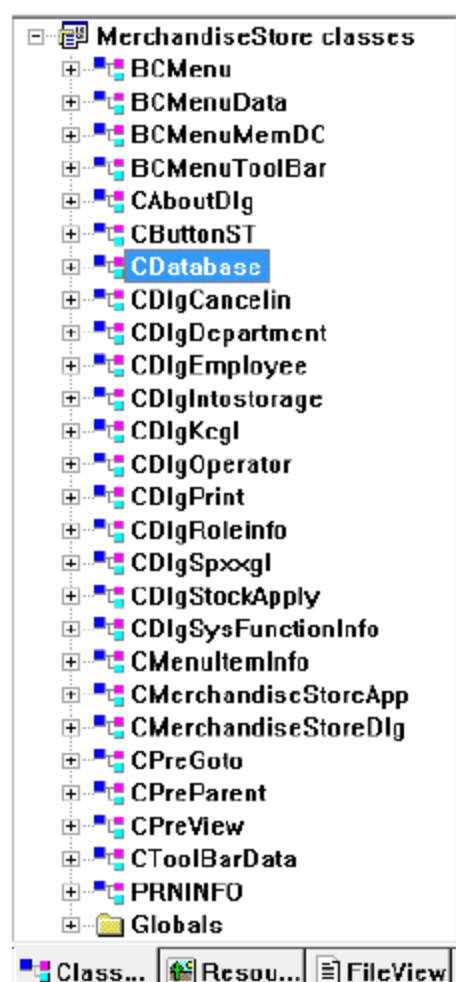 MerchandiseStore classes
BCMenu
BCMenuData
BCMenuMemDC
BCMenuToolBar
CAboutDlg
CButtonST
CDatabase
CDlgCancelin
CDlgDepartment
CDlgEmployee
CDlgIntostorage
CDlgKcgl
CDlgOperator
CDlgPrint
CDlgRoleinfo
CDlgSpxxgl
CDlgStockApply
CDlgSysFunctionInfo
CMenuItemInfo
CMerchandiseStoreApp
CMerchandiseStoreDlg
CPreGoto
CPreParent
CPreView
CToolBarData
PRNINFO
Globals
Class... Resou... FileView